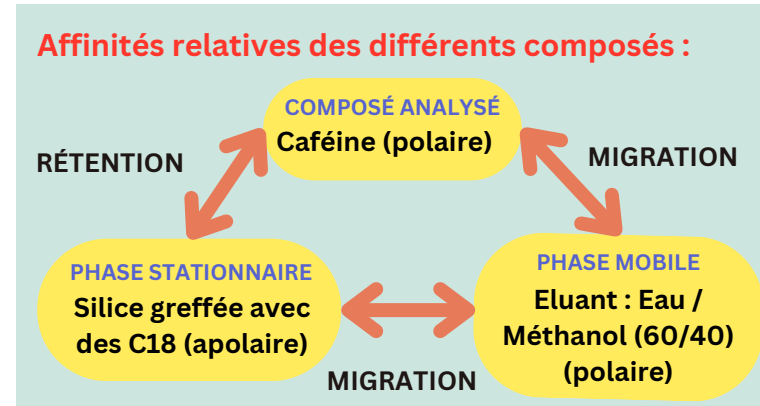 Affinités relatives des différents composés :
COMPOSÉ ANALYSÉ
Caféine (polaire)
RÉTENTION
MIGRATION
PHASE STATIONNAIRE
Silice greffée avec
des C18 (apolaire)
PHASE MOBILE
Eluant : Eau /
Méthanol (60/40)
(polaire)
MIGRATION